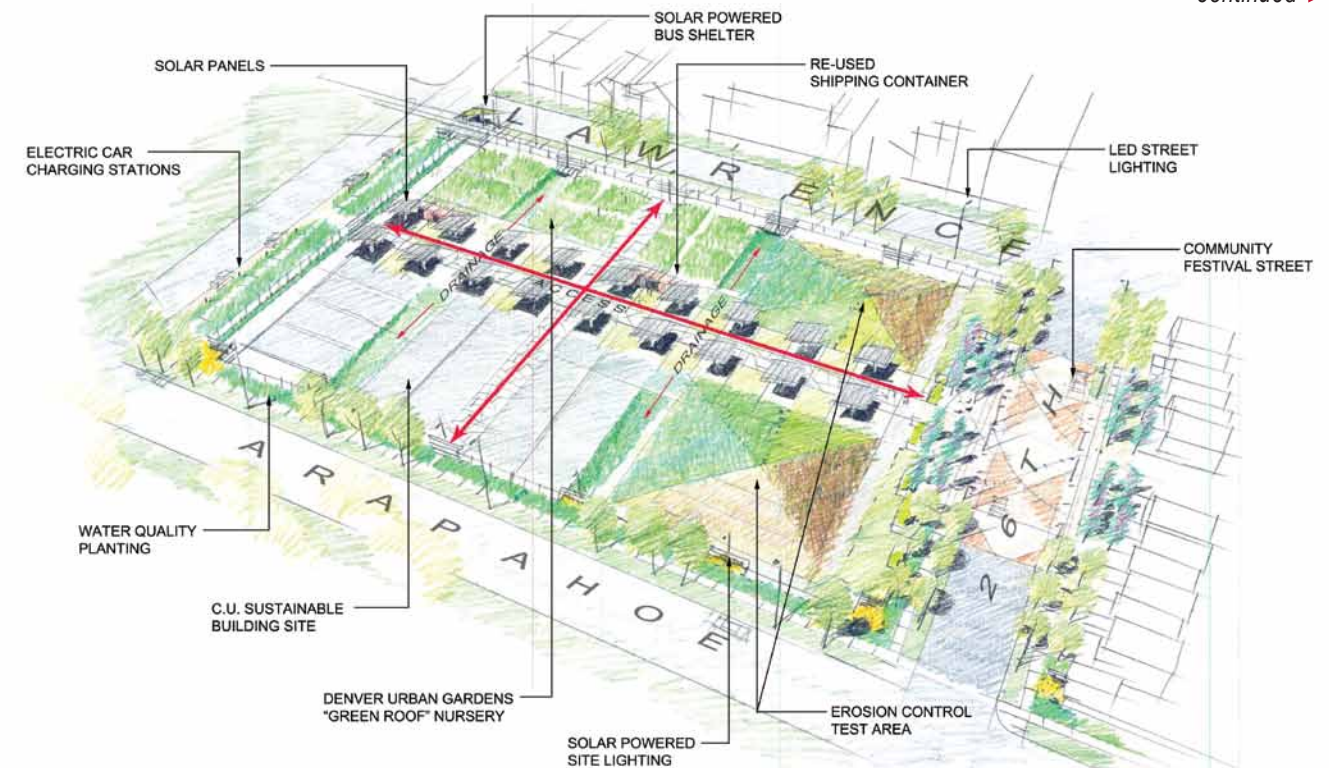 continued
SOLAR POWERED
BUS SHELTER
SOLAR PANELS
RE-USED
SHIPPING CONTAINER
ELECTRIC CAR
CHARGING STATIONS
LED STREET
LIGHTING
LAWRENCE
COMMUNITY
FESTIVAL STREET
DRAINAGE
ACCESS
DRAINAGE
26TH
ARAPAHOE
WATER QUALITY
PLANTING
C.U. SUSTAINABLE
BUILDING SITE
DENVER URBAN GARDENS
"GREEN ROOF" NURSERY
EROSION CONTROL
TEST AREA
SOLAR POWERED
SITE LIGHTING